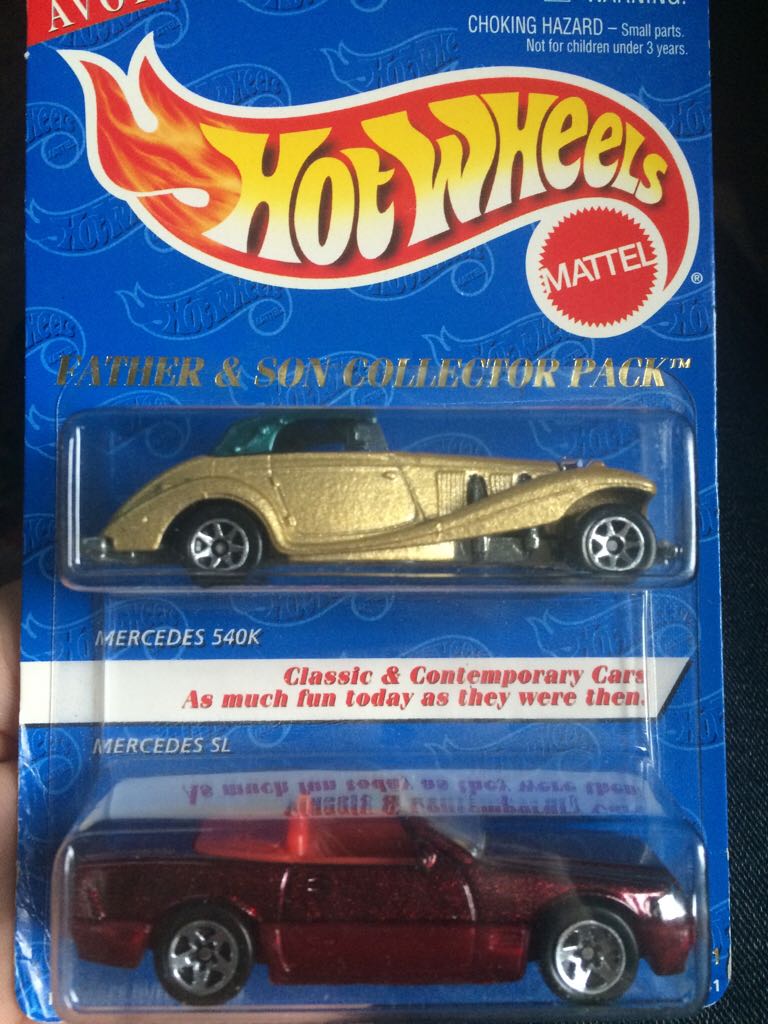 CHOKING HAZARD – Small parts.
Not for children under 3 years.
HOT WHEELS
MATTEL
®
FATHER & SON COLLECTOR PACK™
MERCEDES 540K
Classic & Contemporary Cars
As much fun today as they were then.
MERCEDES SL